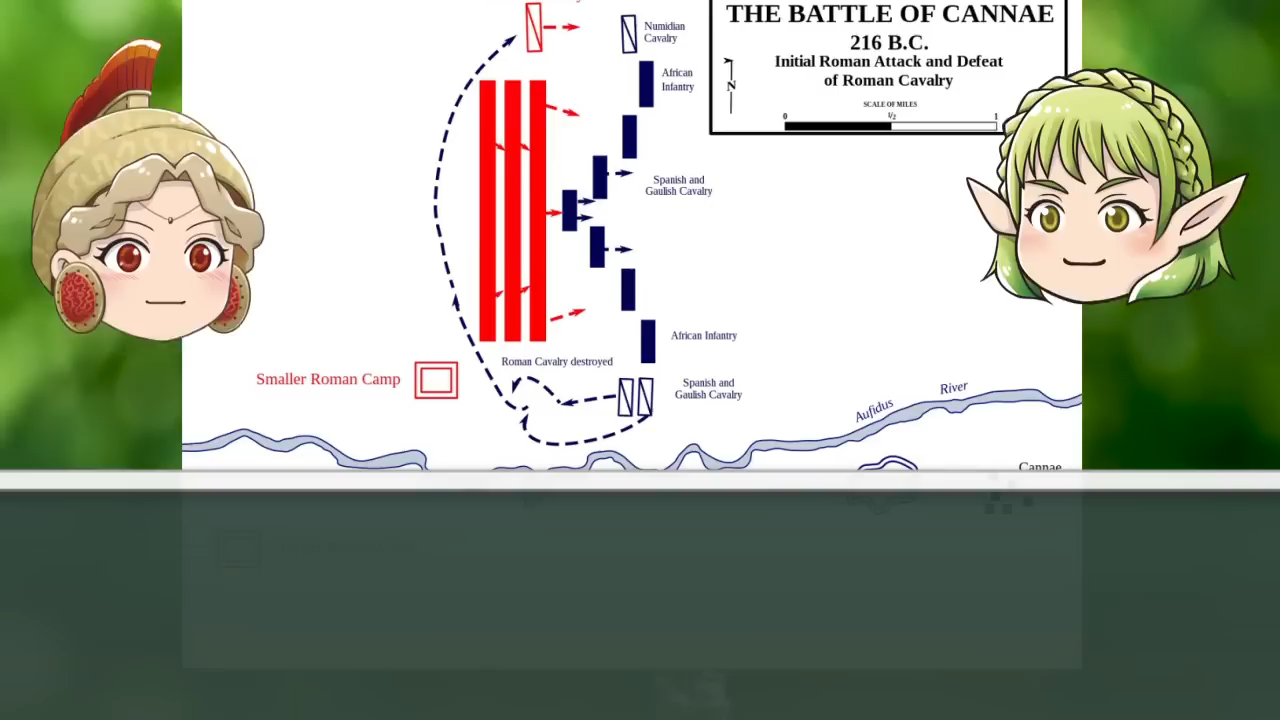 THE BATTLE OF CANNAE
216 B.C.
Initial Roman Attack and Defeat
of Roman Cavalry
N
SCALE OF MILES
0 1/2 1
Numidian
Cavalry
African
Infantry
Spanish and
Gaulish Cavalry
African Infantry
Roman Cavalry destroyed
Smaller Roman Camp
Spanish and
Gaulish Cavalry
Aufidus River
Cannae